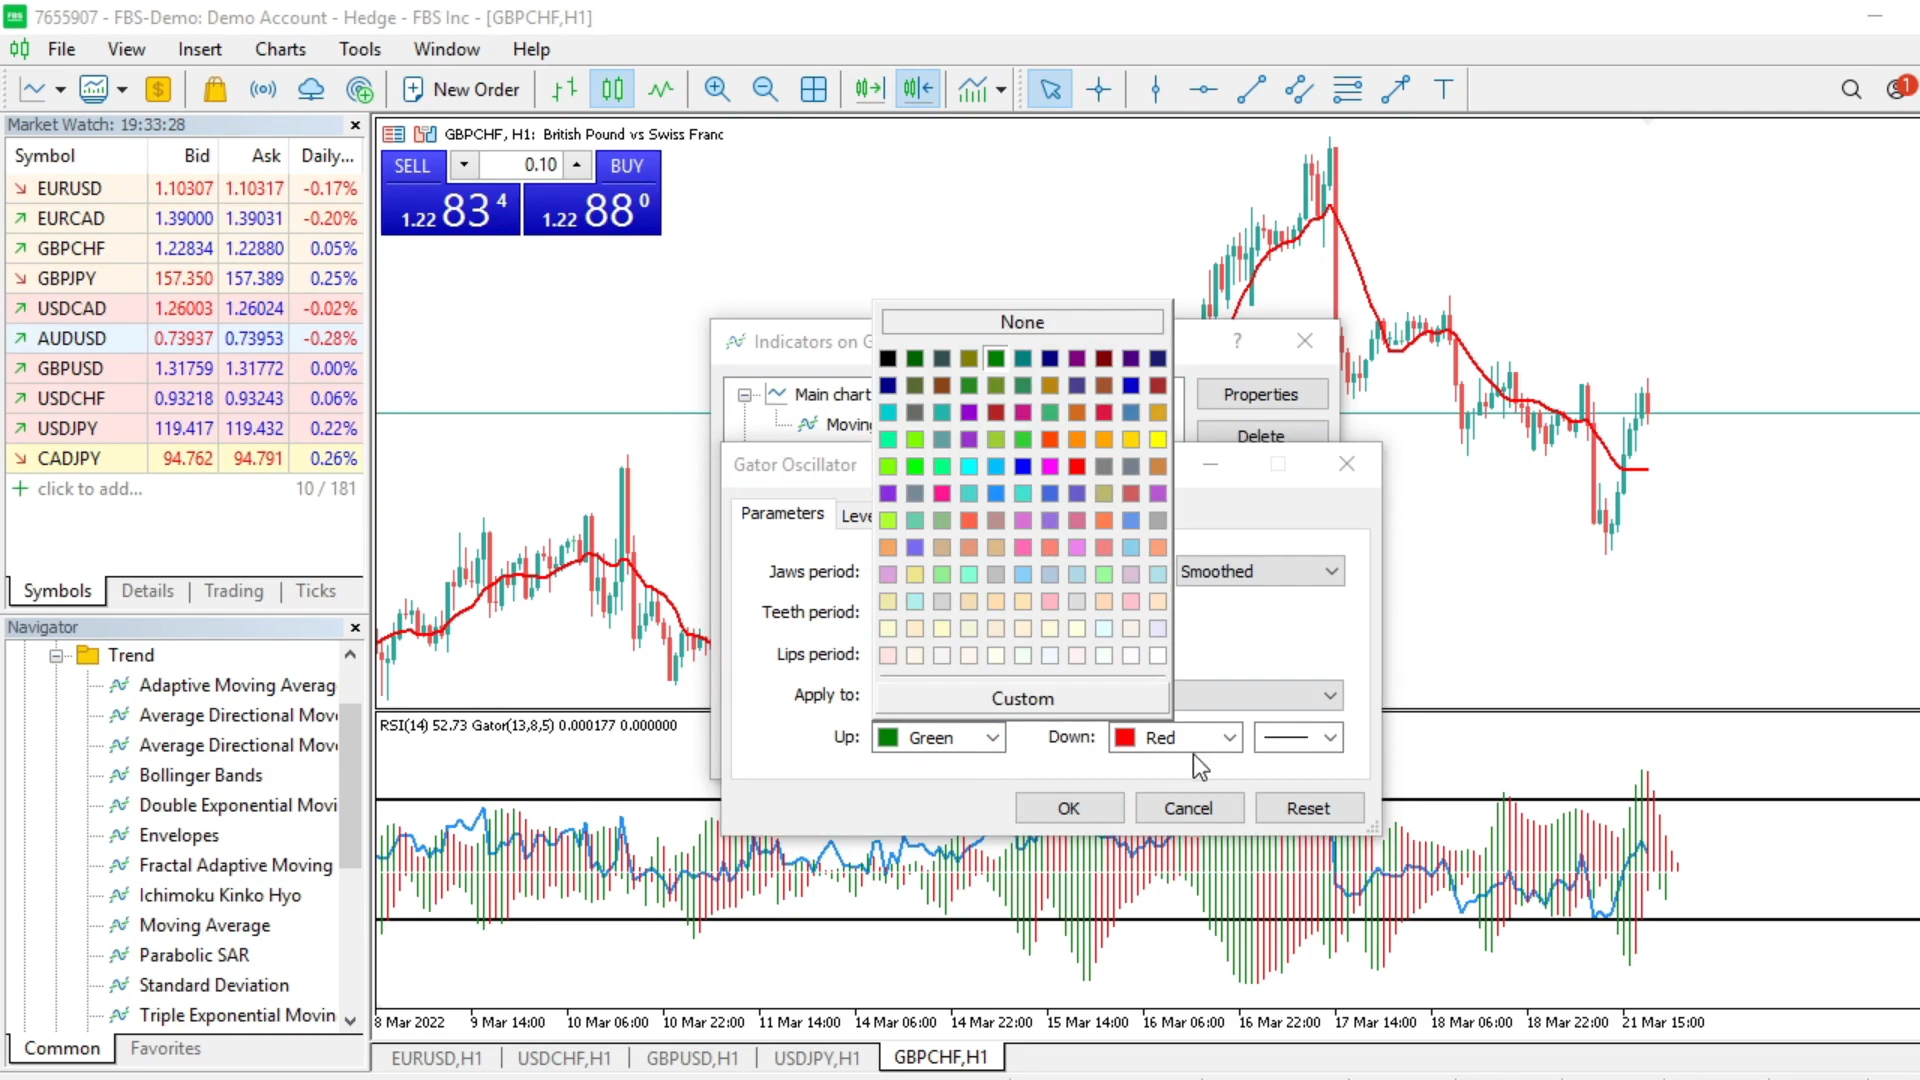 FBS 7655907 - FBS-Demo: Demo Account - Hedge - FBS Inc - [GBPCHF,H1]
File View Insert Charts Tools Window Help
$ New Order T 1
Market Watch: 19:33:28
Symbol Bid Ask Daily...
EURUSD 1.10307 1.10317 -0.17%
EURCAD 1.39000 1.39031 -0.20%
GBPCHF 1.22834 1.22880 0.05%
GBPJPY 157.350 157.389 0.25%
USDCAD 1.26003 1.26024 -0.02%
AUDUSD 0.73937 0.73953 -0.28%
GBPUSD 1.31759 1.31772 0.00%
USDCHF 0.93218 0.93243 0.06%
USDJPY 119.417 119.432 0.22%
CADJPY 94.762 94.791 0.26%
click to add... 10 / 181
Symbols Details Trading Ticks
Navigator
Trend
Adaptive Moving Averag
Average Directional Move
Average Directional Move
Bollinger Bands
Double Exponential Movi
Envelopes
Fractal Adaptive Moving
Ichimoku Kinko Hyo
Moving Average
Parabolic SAR
Standard Deviation
Triple Exponential Movin
Common Favorites
GBPCHF, H1: British Pound vs Swiss Franc
SELL 0.10 BUY
1.22 83 4 1.22 88 0
Indicators on G ?
Main chart
Moving
Properties
Delete
Gator Oscillator
Parameters Leve
None
Jaws period: Smoothed
Teeth period:
Lips period:
Apply to:
Custom
Up: Green Down: Red
OK Cancel Reset
RSI(14) 52.73 Gator(13,8,5) 0.000177 0.000000
8 Mar 2022 9 Mar 14:00 10 Mar 06:00 10 Mar 22:00 11 Mar 14:00 14 Mar 06:00 14 Mar 22:00 15 Mar 14:00 16 Mar 06:00 16 Mar 22:00 17 Mar 14:00 18 Mar 06:00 18 Mar 22:00 21 Mar 15:00
EURUSD,H1 USDCHF,H1 GBPUSD,H1 USDJPY,H1 GBPCHF,H1